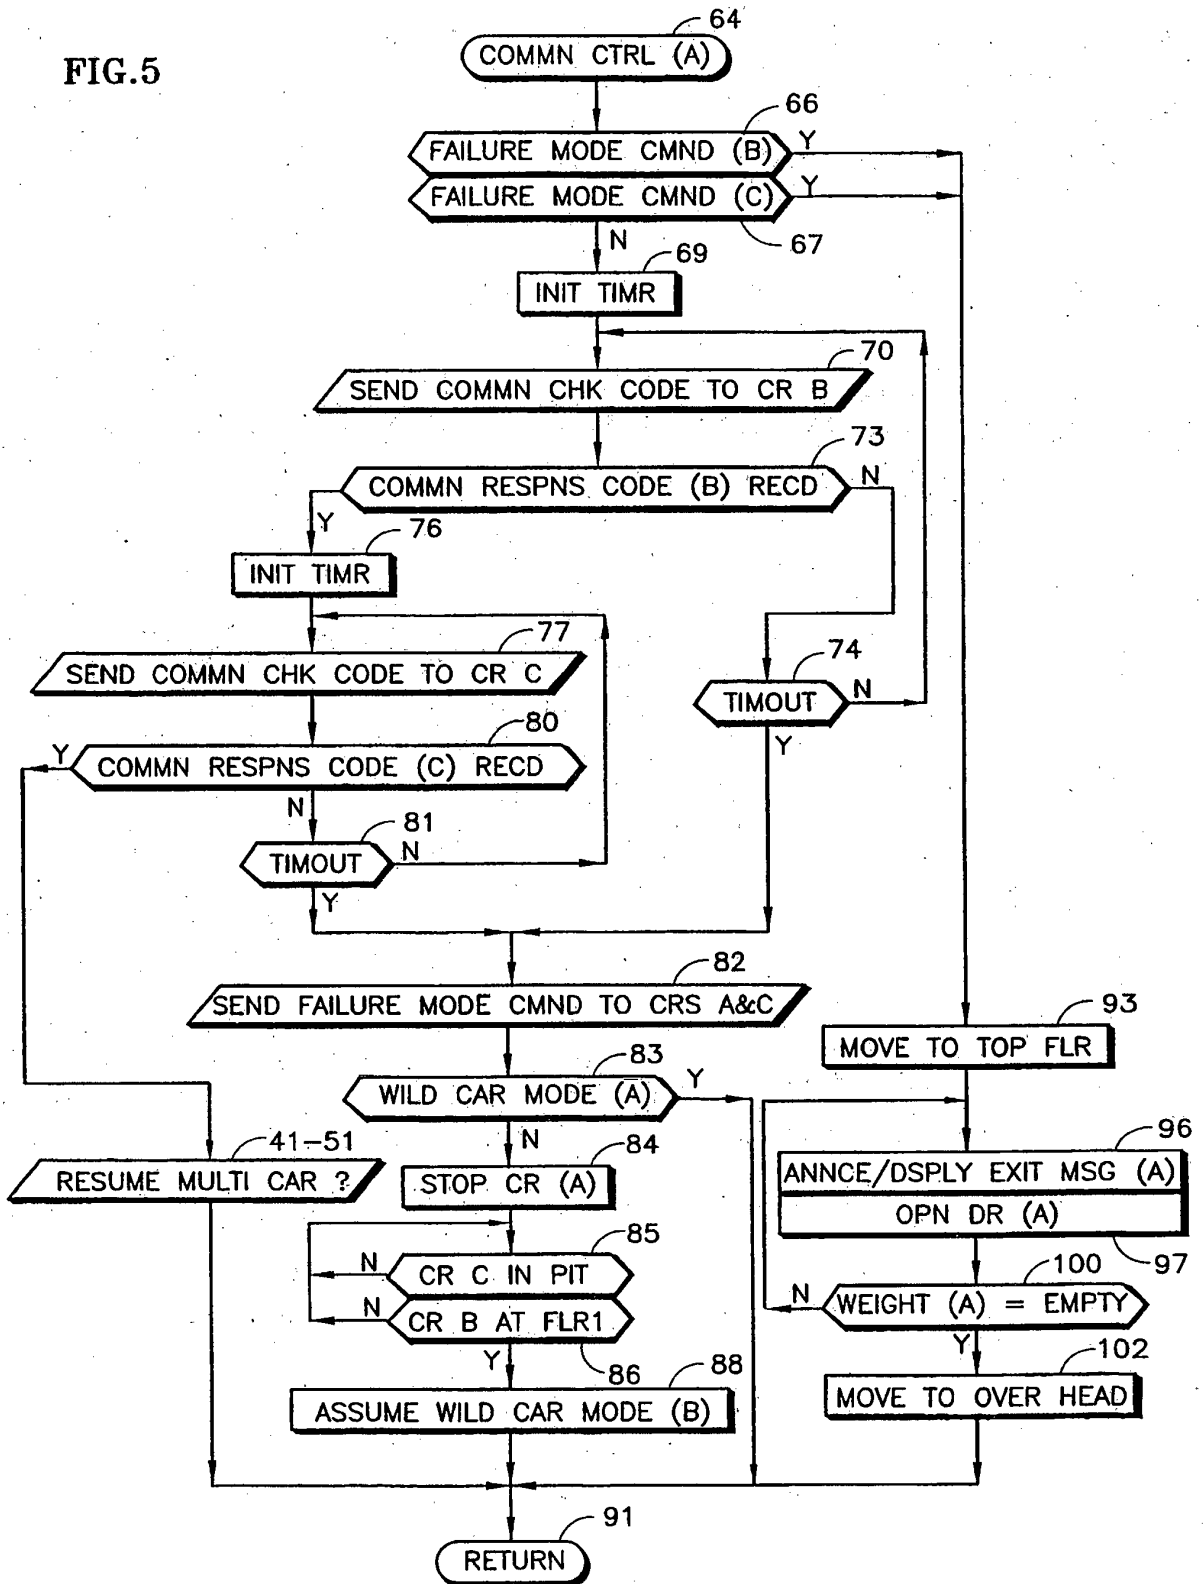 FIG.5
64
COMMN CTRL (A)
66
FAILURE MODE CMND (B)
Y
FAILURE MODE CMND (C)
Y
67
N
69
INIT TIMR
70
SEND COMMN CHK CODE TO CR B
73
COMMN RESPNS CODE (B) RECD
N
Y
76
INIT TIMR
77
SEND COMMN CHK CODE TO CR C
74
TIMOUT
N
Y
80
Y
COMMN RESPNS CODE (C) RECD
N
81
TIMOUT
N
Y
82
SEND FAILURE MODE CMND TO CRS A&C
93
MOVE TO TOP FLR
83
WILD CAR MODE (A)
Y
N
41-51
RESUME MULTI CAR ?
84
STOP CR (A)
96
ANNCE/DSPLY EXIT MSG (A)
OPN DR (A)
97
85
N
CR C IN PIT
N
CR B AT FLR1
86
Y
100
N
WEIGHT (A) = EMPTY
Y
88
ASSUME WILD CAR MODE (B)
102
MOVE TO OVER HEAD
91
RETURN